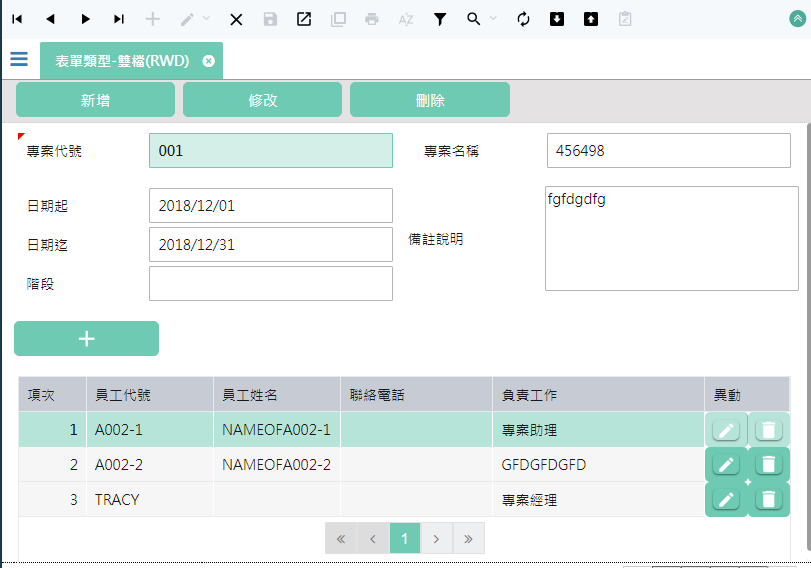 表單類型-雙檔(RWD)
新增 修改 刪除
專案代號 001 專案名稱 456498
日期起 2018/12/01 備註說明 fgfdgdfg
日期迄 2018/12/31
階段
項次 員工代號 員工姓名 聯絡電話 負責工作 異動
1 A002-1 NAMEOFA002-1 專案助理
2 A002-2 NAMEOFA002-2 GFDGFDGFD
3 TRACY 專案經理
« ‹ 1 › »